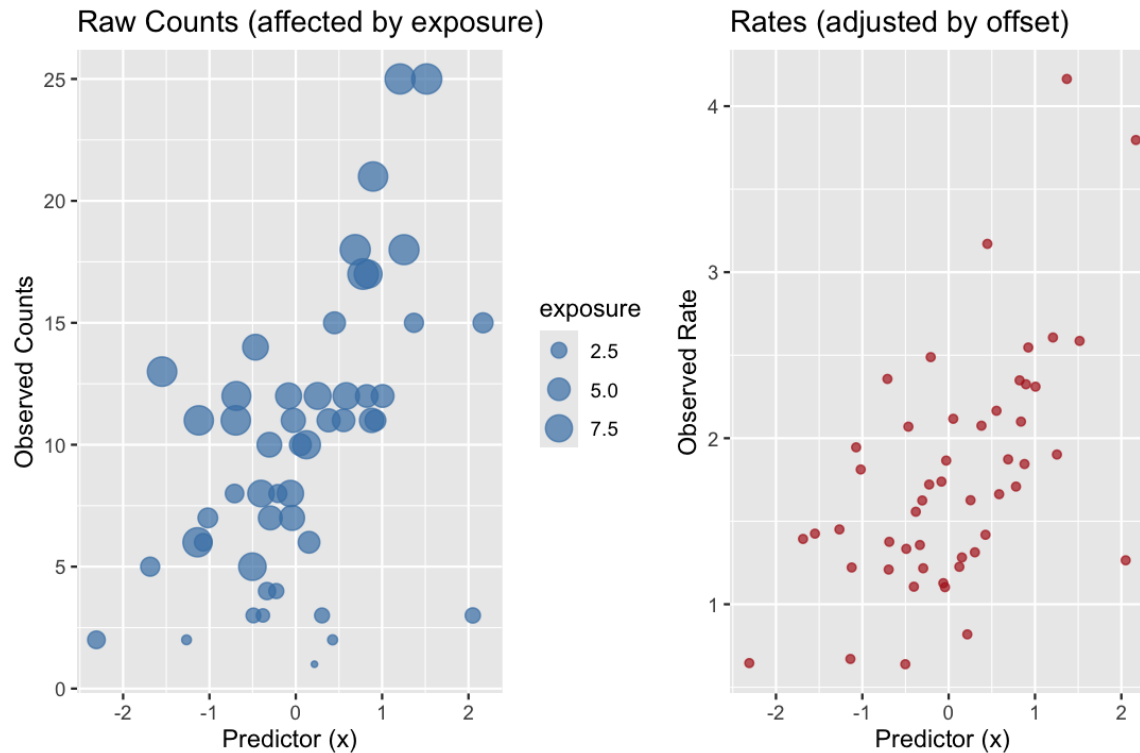 Raw Counts (affected by exposure)
Observed Counts
25
20
15
10
5
0
-2 -1 0 1 2
Predictor (x)
exposure
2.5
5.0
7.5
Rates (adjusted by offset)
Observed Rate
4
3
2
1
-2 -1 0 1 2
Predictor (x)